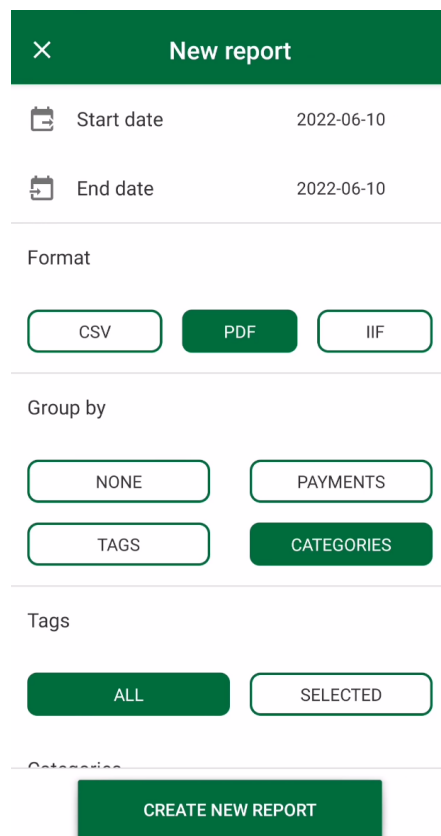 New report
Start date 2022-06-10
End date 2022-06-10
Format
CSV PDF IIF
Group by
NONE PAYMENTS
TAGS CATEGORIES
Tags
ALL SELECTED
Categories
CREATE NEW REPORT